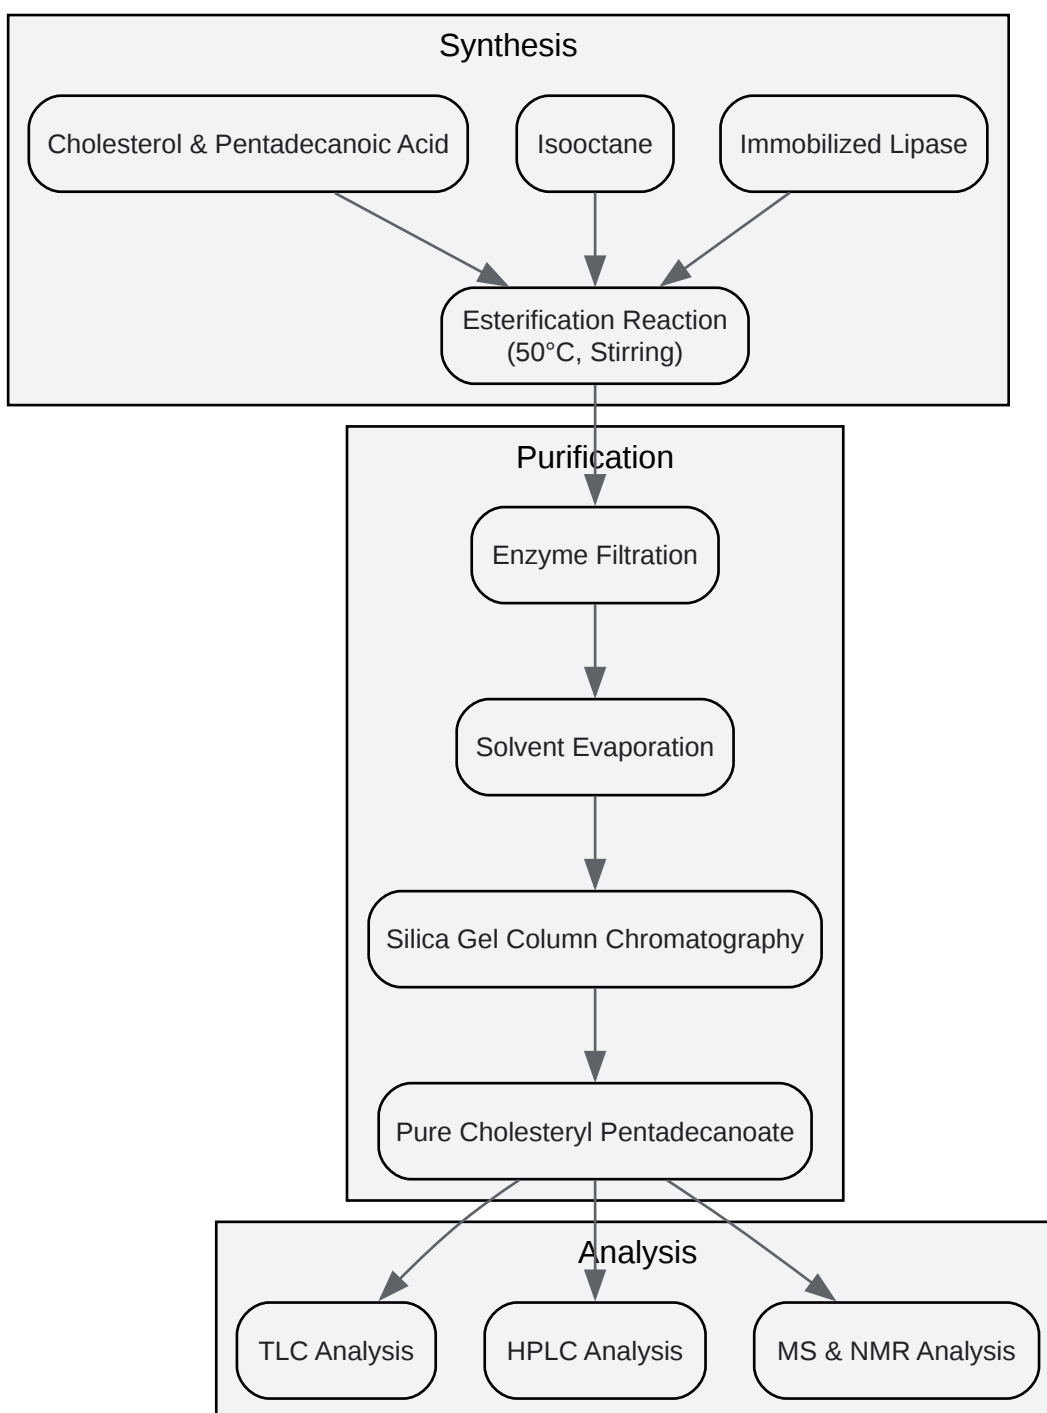 Synthesis
Cholesterol & Pentadecanoic Acid
Isooctane
Immobilized Lipase
Esterification Reaction
(50°C, Stirring)
Purification
Enzyme Filtration
Solvent Evaporation
Silica Gel Column Chromatography
Pure Cholesteryl Pentadecanoate
Analysis
TLC Analysis
HPLC Analysis
MS & NMR Analysis